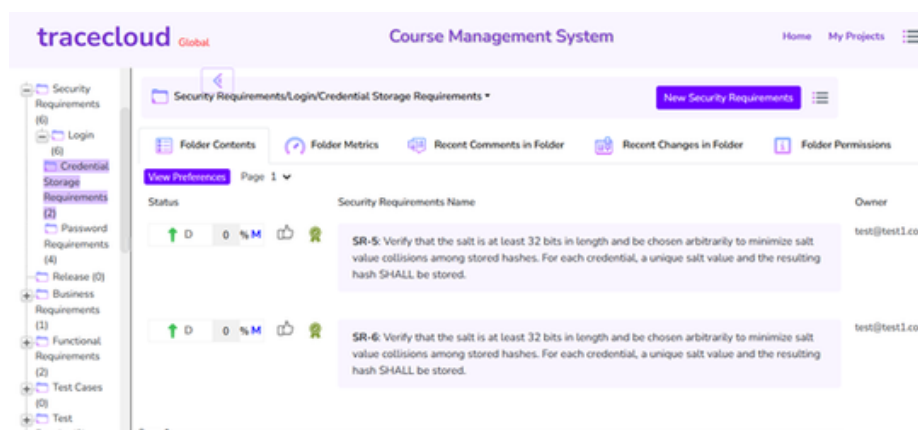 tracecloud Global
Course Management System
Home My Projects
Security
Requirements
(6)
Login
(6)
Credential
Storage
Requirements
(2)
Password
Requirements
(4)
Release (0)
Business
Requirements
(1)
Functional
Requirements
(2)
Test Cases
(0)
Test
Security Requirements/Login/Credential Storage Requirements
New Security Requirements
Folder Contents
Folder Metrics
Recent Comments in Folder
Recent Changes in Folder
Folder Permissions
View Preferences Page 1
Status Security Requirements Name Owner
D 0 % M
SR-5: Verify that the salt is at least 32 bits in length and be chosen arbitrarily to minimize salt
value collisions among stored hashes. For each credential, a unique salt value and the resulting
hash SHALL be stored.
test@test1.co
D 0 % M
SR-6: Verify that the salt is at least 32 bits in length and be chosen arbitrarily to minimize salt
value collisions among stored hashes. For each credential, a unique salt value and the resulting
hash SHALL be stored.
test@test1.co